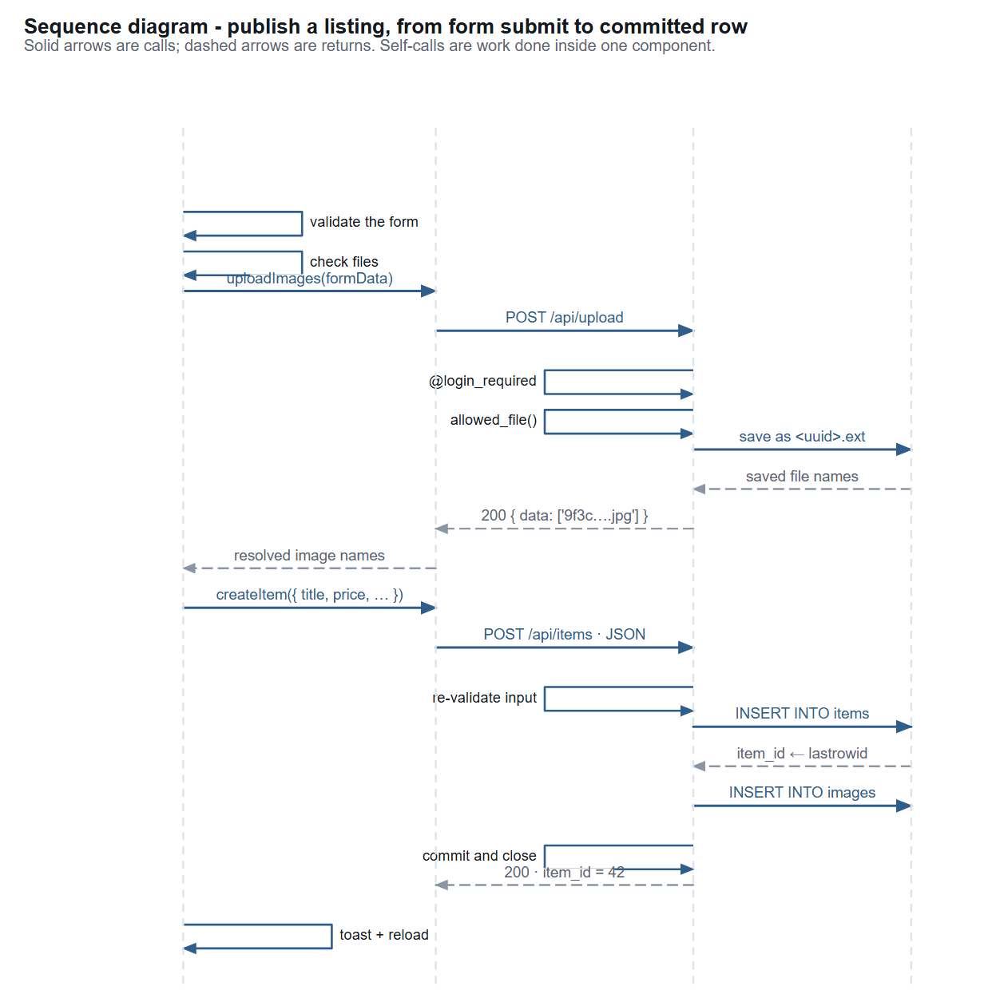 Sequence diagram - publish a listing, from form submit to committed row
Solid arrows are calls; dashed arrows are returns. Self-calls are work done inside one component.
validate the form
check files
uploadImages(formData)
POST /api/upload
@login_required
allowed_file()
save as <uuid>.ext
saved file names
200 { data: ['9f3c….jpg'] }
resolved image names
createItem({ title, price, … })
POST /api/items · JSON
re-validate input
INSERT INTO items
item_id ← lastrowid
INSERT INTO images
commit and close
200 · item_id = 42
toast + reload